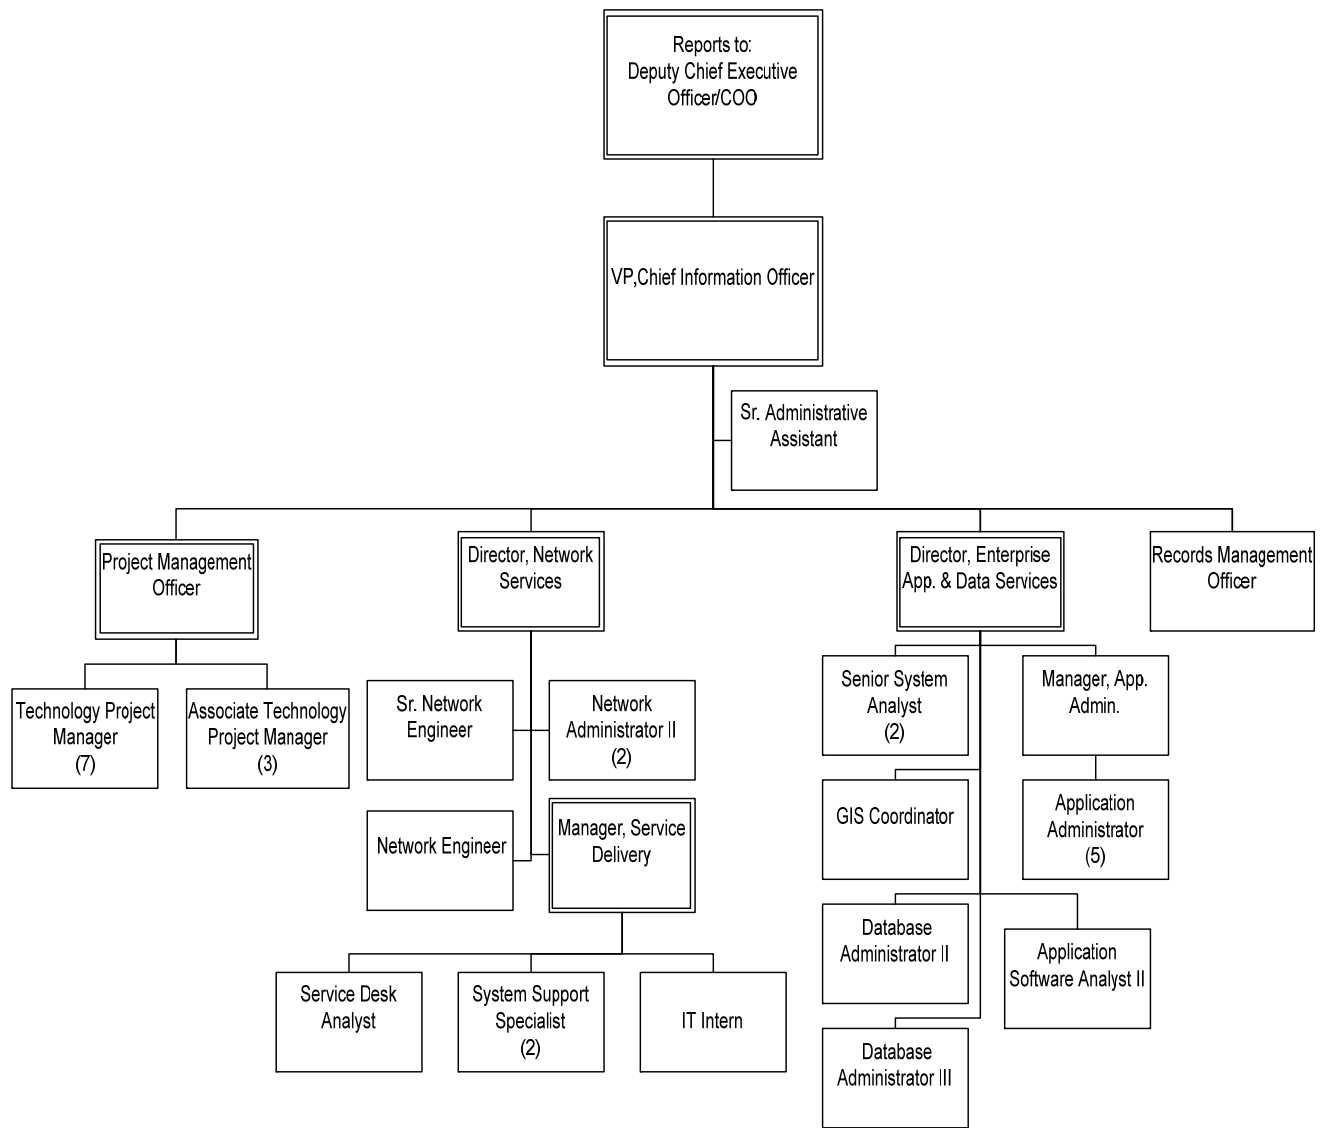 Reports to:
Deputy Chief Executive
Officer/COO
VP,Chief Information Officer
Sr. Administrative
Assistant
Project Management
Officer
Director, Network
Services
Director, Enterprise
App. & Data Services
Records Management
Officer
Technology Project
Manager
(7)
Associate Technology
Project Manager
(3)
Sr. Network
Engineer
Network
Administrator II
(2)
Network Engineer
Manager, Service
Delivery
Service Desk
Analyst
System Support
Specialist
(2)
IT Intern
Senior System
Analyst
(2)
Manager, App.
Admin.
GIS Coordinator
Application
Administrator
(5)
Database
Administrator II
Application
Software Analyst II
Database
Administrator III